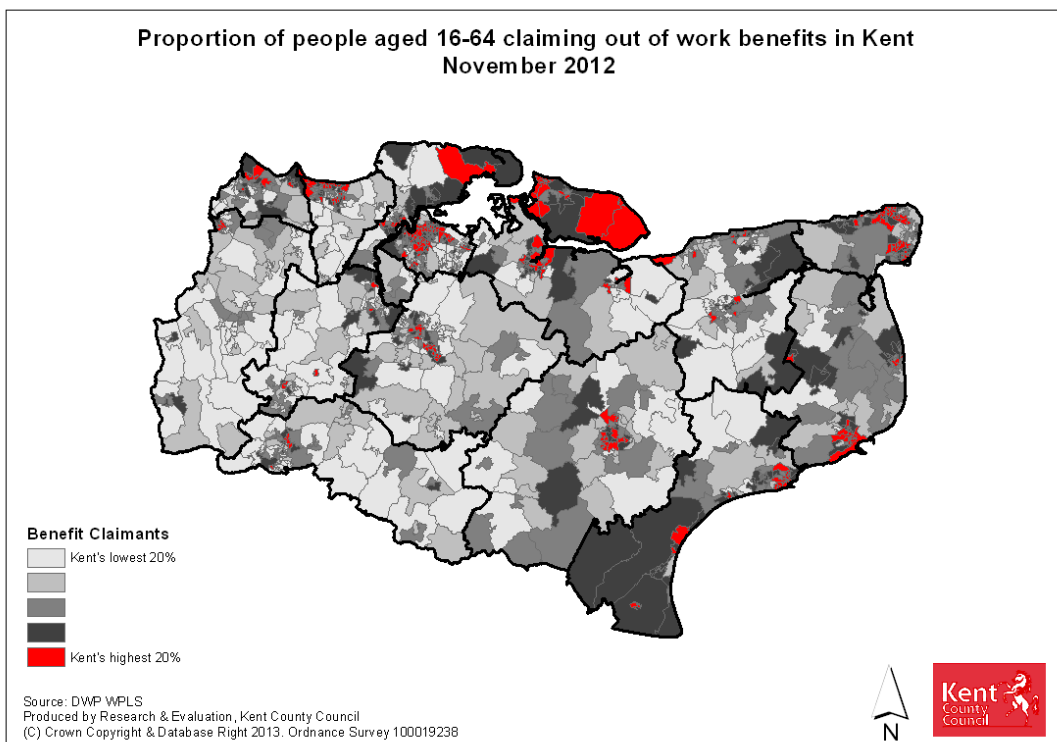 Proportion of people aged 16-64 claiming out of work benefits in Kent
November 2012
Benefit Claimants
Kent's lowest 20%
Kent's highest 20%
Source: DWP WPLS
Produced by Research & Evaluation, Kent County Council
(C) Crown Copyright & Database Right 2013. Ordnance Survey 100019238
N
Kent
County
Council